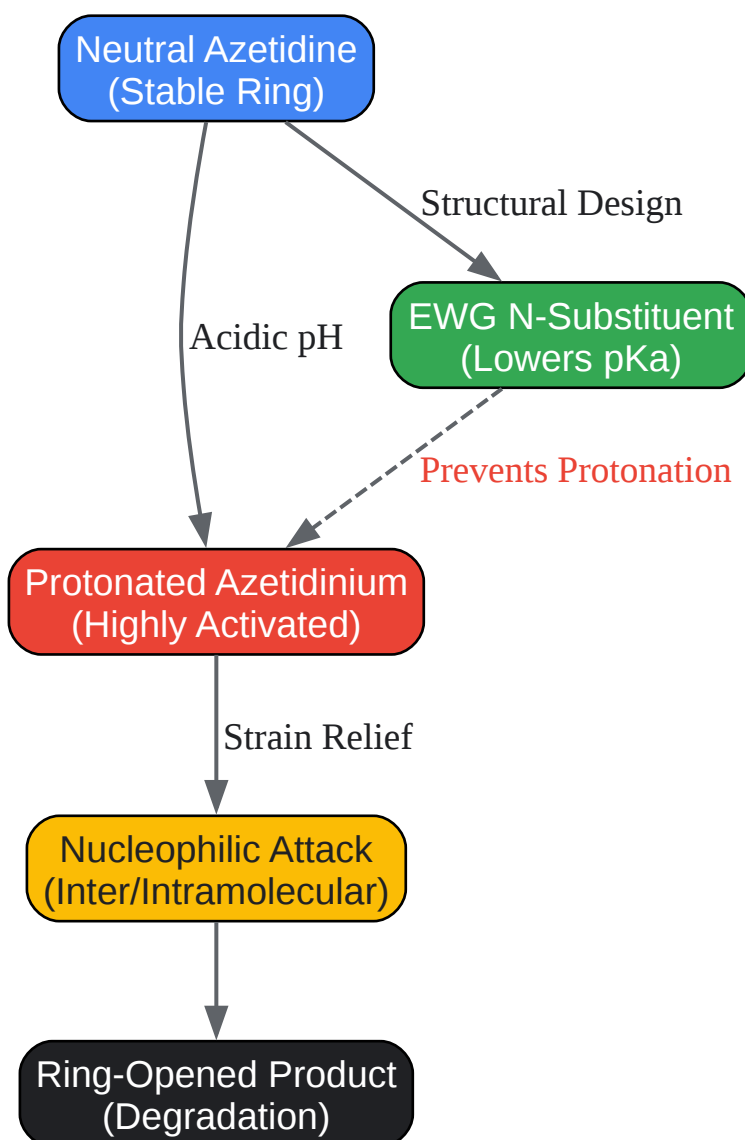 Neutral Azetidine
(Stable Ring)
Structural Design
EWG N-Substituent
(Lowers pKa)
Acidic pH
Prevents Protonation
Protonated Azetidinium
(Highly Activated)
Strain Relief
Nucleophilic Attack
(Inter/Intramolecular)
Ring-Opened Product
(Degradation)